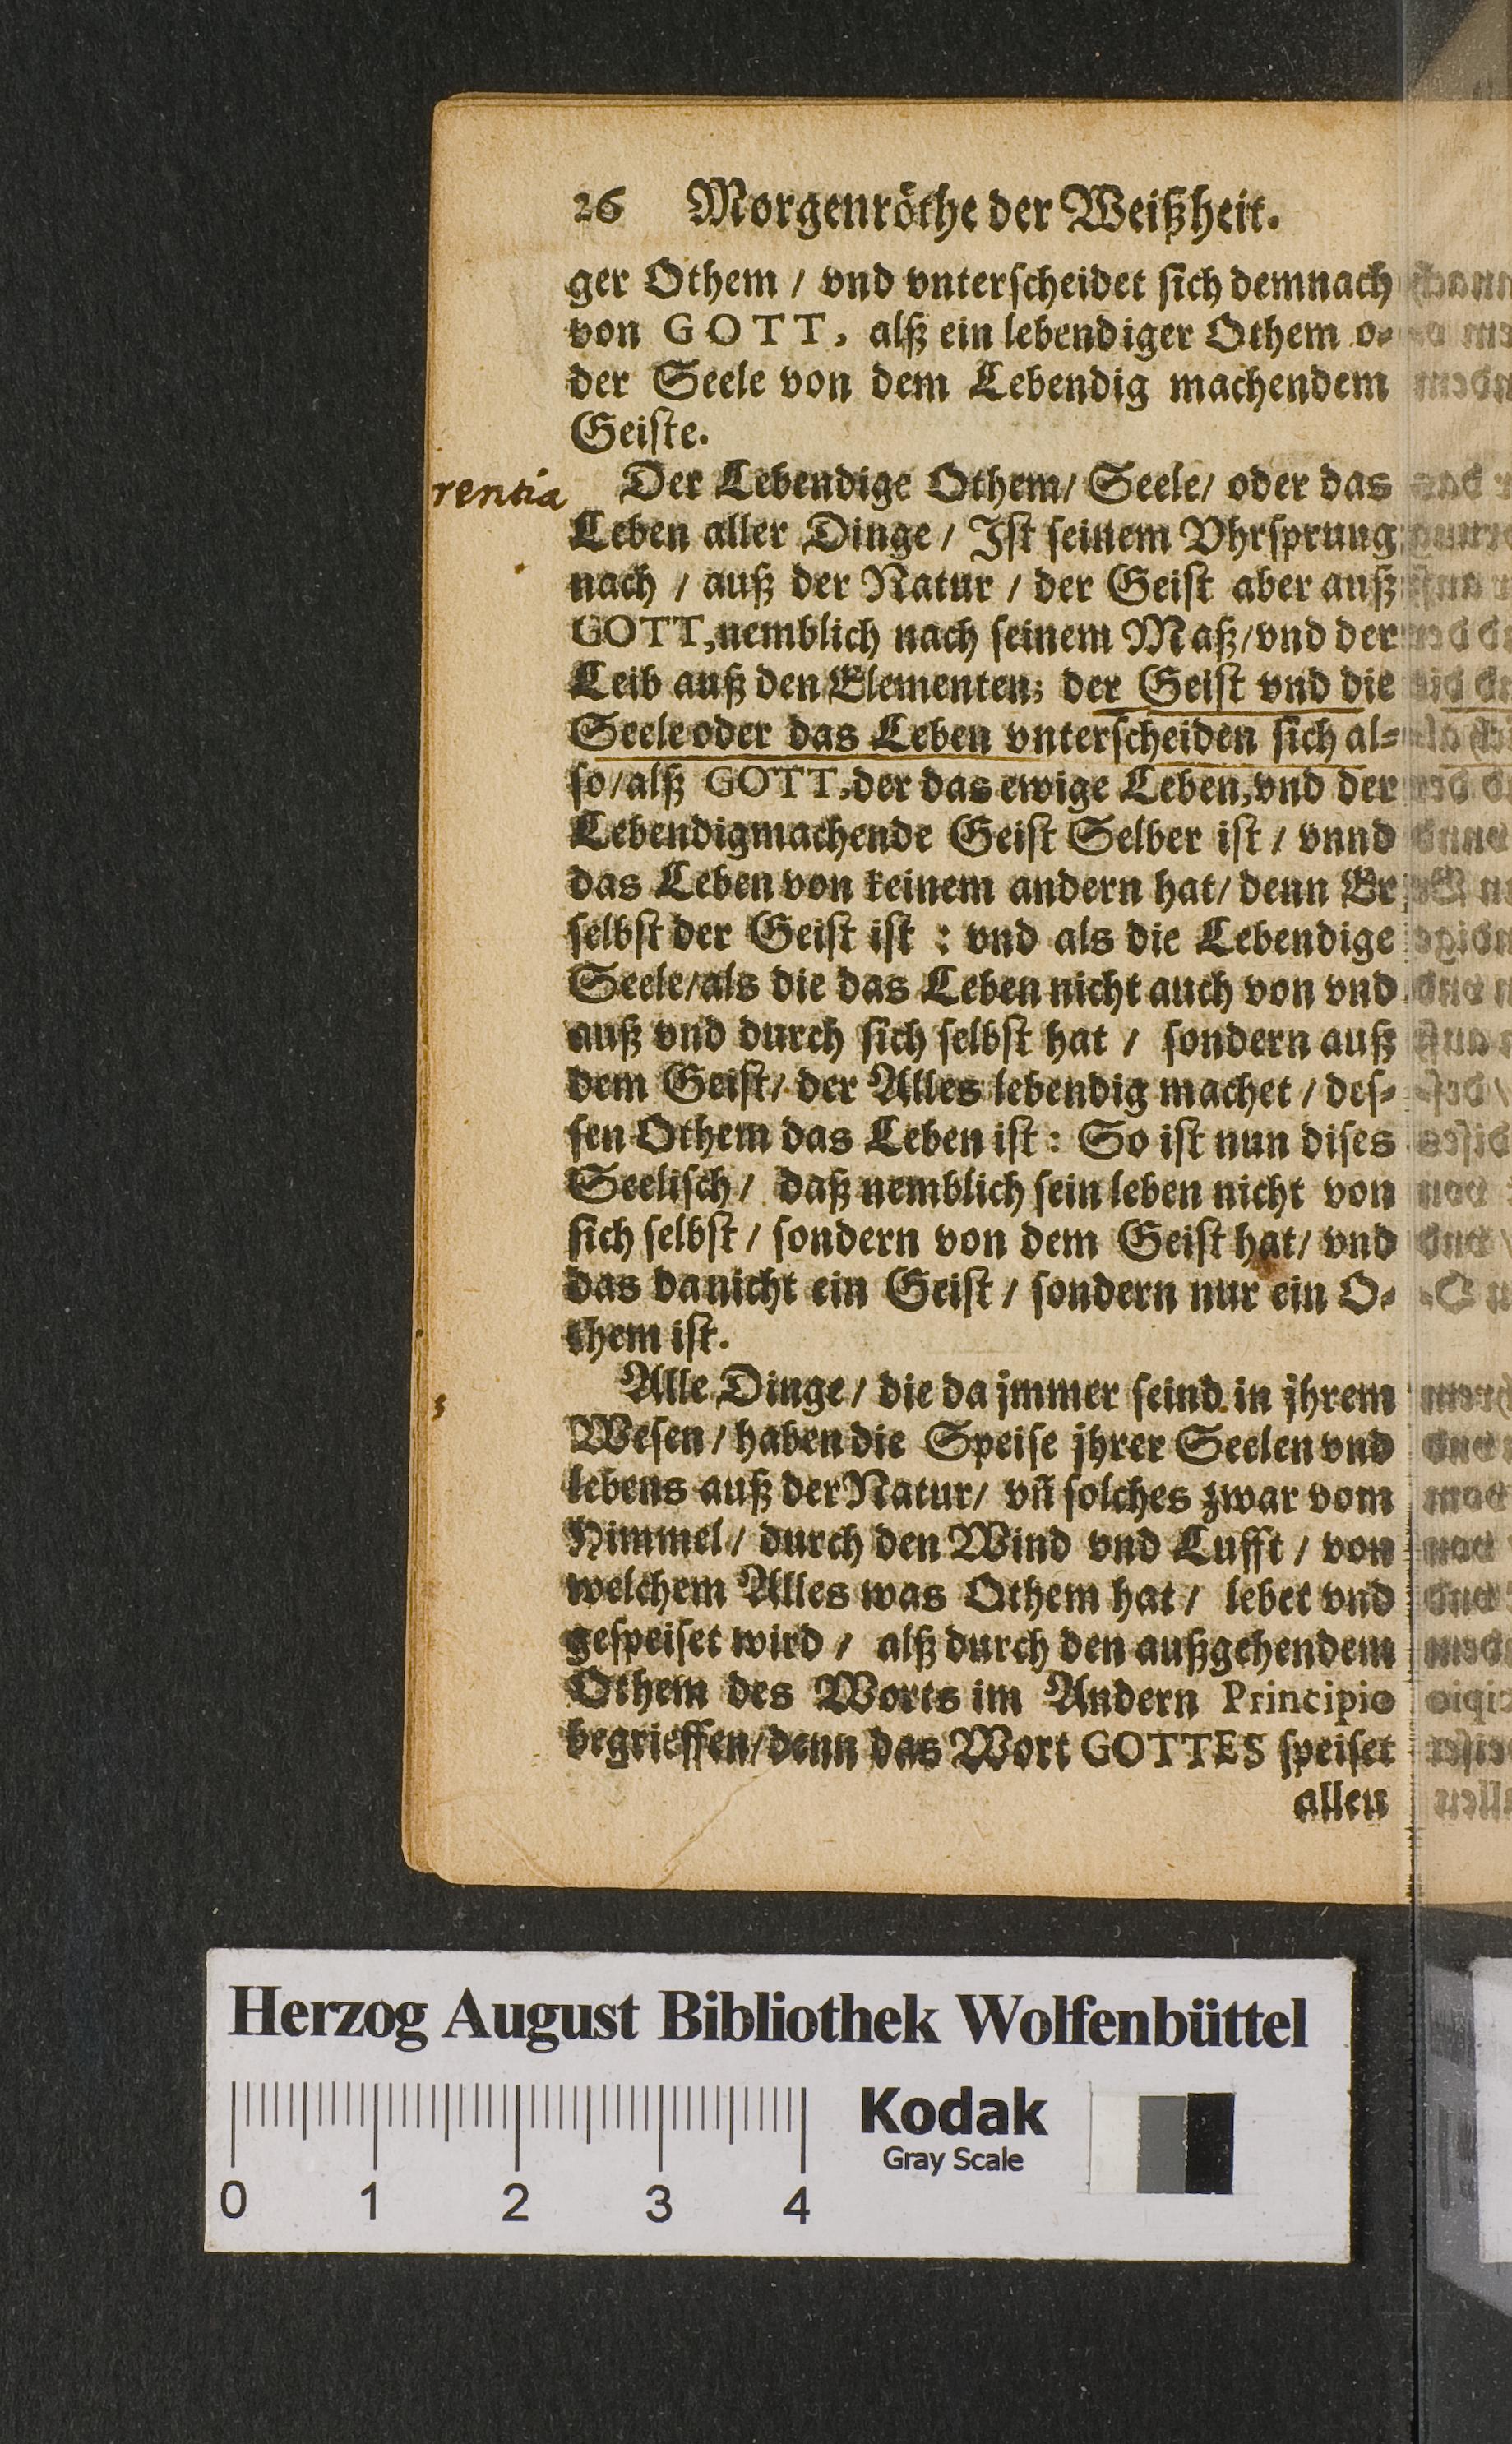 26 Morgenröthe der Weißheit.
ger Othem / vnd vnterscheidet sich demnach
von GOTT, alß ein lebendiger Othem o-
der Seele von dem Lebendig machendem
Geiste.
rentia
Der Lebendige Othem/ Seele/ oder das
Leben aller Dinge / Ist seinem Vhrsprung
nach / auß der Natur / der Geist aber auß
GOTT, nemblich nach seinem Maß/vnd der
Leib auß den Elementen; der Geist vnd die
Seele oder das Leben vnterscheiden sich al-
so/alß GOTT, der das ewige Leben, vnd der
Lebendigmachende Geist Selber ist / vnnd
das Leben von keinem andern hat/ denn Er
selbst der Geist ist : vnd als die Lebendige
Seele/als die das Leben nicht auch von vnd
auß vnd durch sich selbst hat / sondern auß
dem Geist/ der Alles lebendig machet / des-
sen Othem das Leben ist: So ist nun dises
Seelisch / daß nemblich sein leben nicht von
sich selbst / sondern von dem Geist hat/ vnd
das da nicht ein Geist / sondern nur ein O-
them ist.
Alle Dinge / die da jmmer seind in jhrem
Wesen / haben die Speise jhrer Seelen vnd
lebens auß der Natur/ vn̄ solches zwar vom
Himmel / durch den Wind vnd Lufft / von
welchem Alles was Othem hat / lebet vnd
gespeiset wird / alß durch den außgehendem
Othem des Worts im Andern Principio
begrieffen/denn das Wort GOTTES speiset
allen
Herzog August Bibliothek Wolfenbüttel
Kodak
Gray Scale
0 1 2 3 4